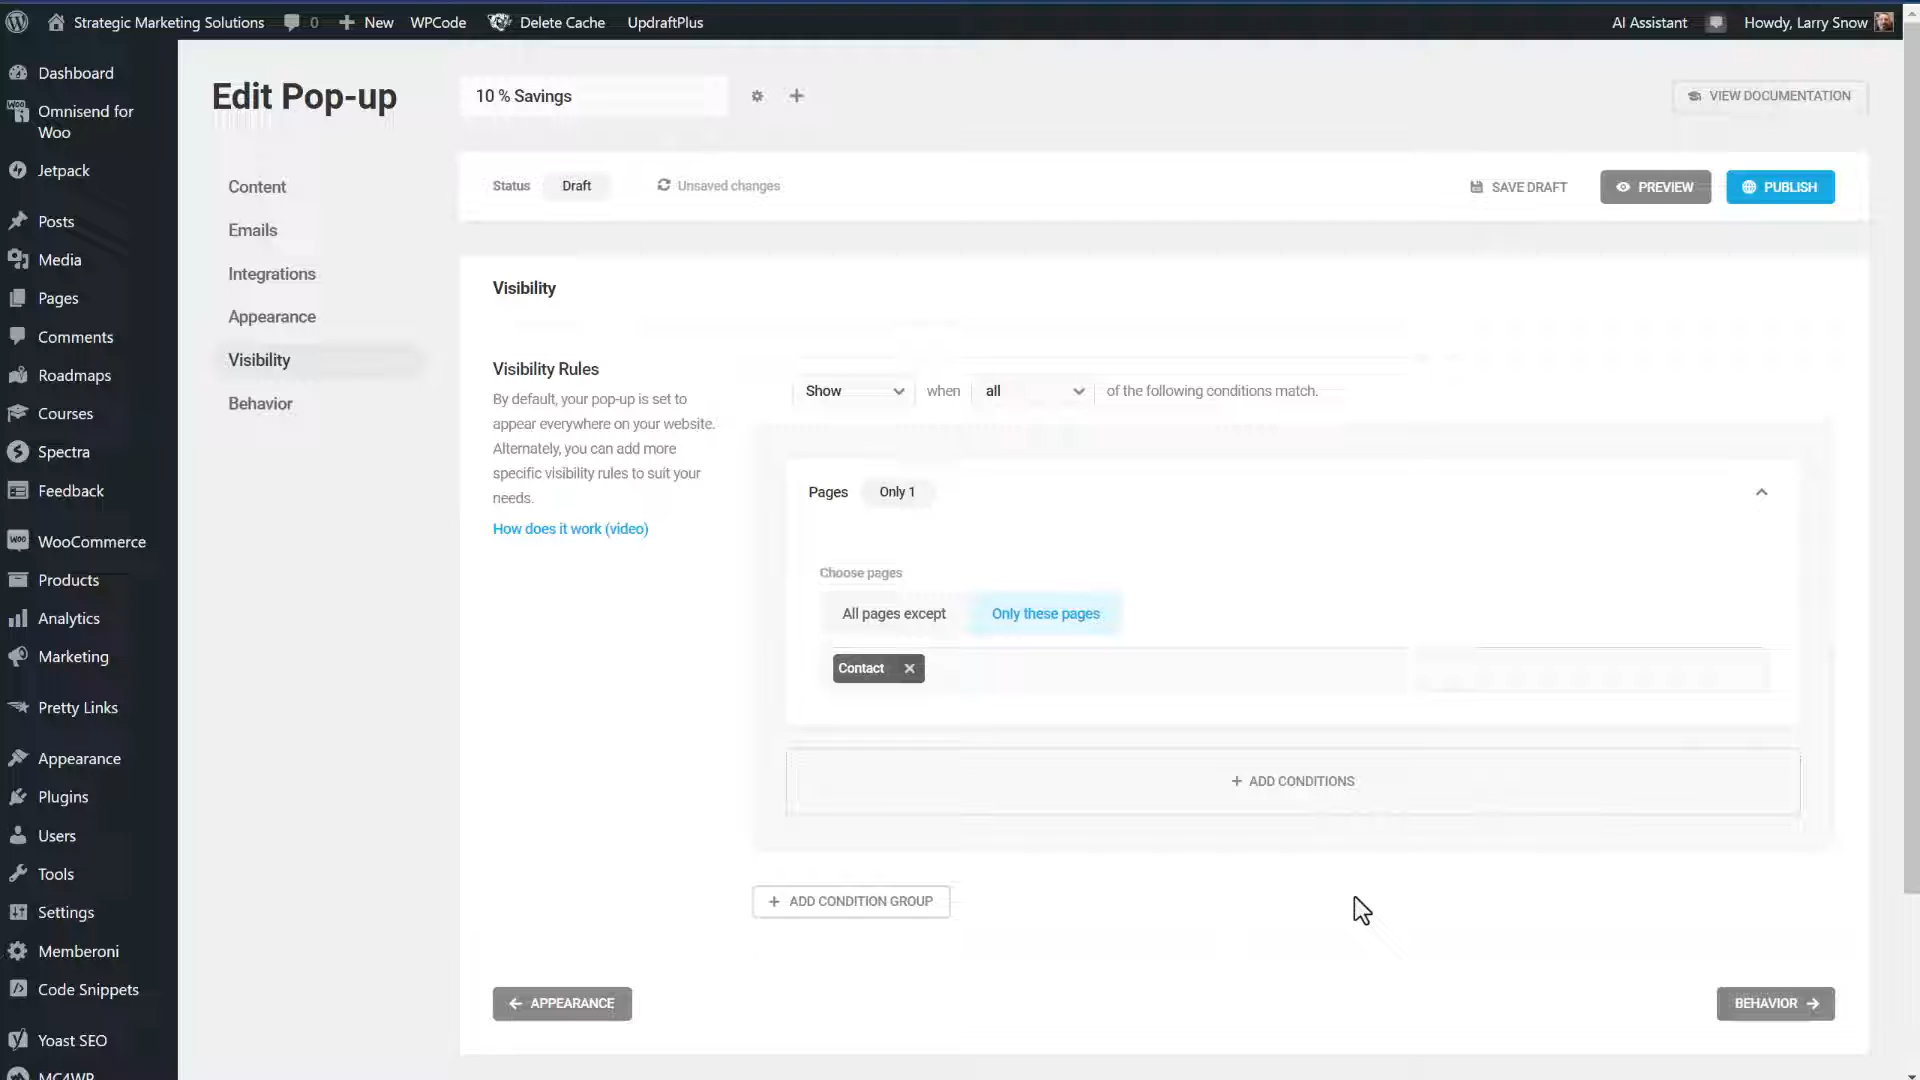 Strategic Marketing Solutions
0
New
WPCode
Delete Cache
UpdraftPlus
AI Assistant
Howdy, Larry Snow
Dashboard
Omnisend for
Woo
Jetpack
Posts
Media
Pages
Comments
Roadmaps
Courses
Spectra
Feedback
WooCommerce
Products
Analytics
Marketing
Pretty Links
Appearance
Plugins
Users
Tools
Settings
Memberoni
Code Snippets
Yoast SEO
MC4WP
Edit Pop-up
10 % Savings
VIEW DOCUMENTATION
Content
Emails
Integrations
Appearance
Visibility
Behavior
Status
Draft
Unsaved changes
SAVE DRAFT
PREVIEW
PUBLISH
Visibility
Visibility Rules
By default, your pop-up is set to
appear everywhere on your website.
Alternately, you can add more
specific visibility rules to suit your
needs.
How does it work (video)
Show when all of the following conditions match.
Pages Only 1
Choose pages
All pages except
Only these pages
Contact
+ ADD CONDITIONS
+ ADD CONDITION GROUP
← APPEARANCE
BEHAVIOR →